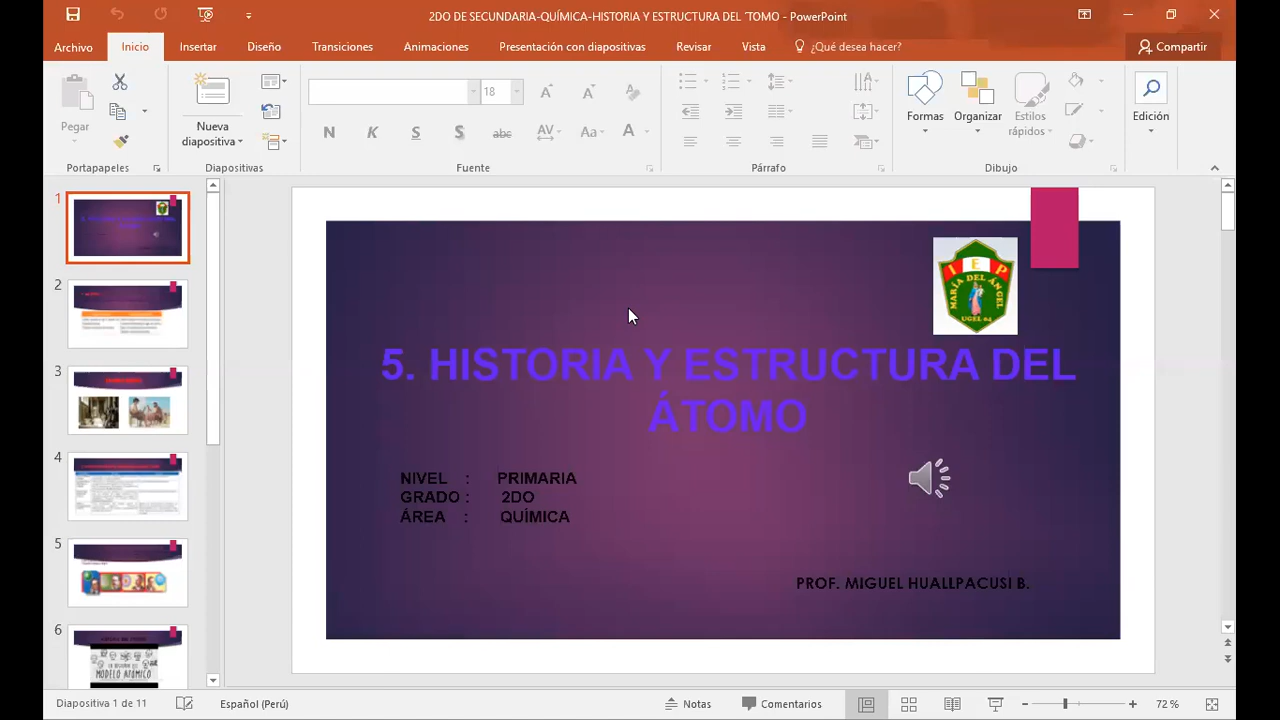 2DO DE SECUNDARIA-QUÍMICA-HISTORIA Y ESTRUCTURA DEL 'TOMO - PowerPoint
Archivo
Inicio
Insertar
Diseño
Transiciones
Animaciones
Presentación con diapositivas
Revisar
Vista
¿Qué desea hacer?
Compartir
Pegar
Nueva
diapositiva
18
N K S S abc AV Aa A
Formas
Organizar
Estilos
rápidos
Edición
Portapapeles
Diapositivas
Fuente
Párrafo
Dibujo
1
2
3
4
5
6
MODELO ATÓMICO
I E P
MARÍA DEL ÁNGEL
UGEL 04
5. HISTORIA Y ESTRUCTURA DEL
ÁTOMO
NIVEL : PRIMARIA
GRADO : 2DO
ÁREA : QUÍMICA
PROF. MIGUEL HUALLPACUSI B.
Diapositiva 1 de 11
Español (Perú)
Notas
Comentarios
72 %